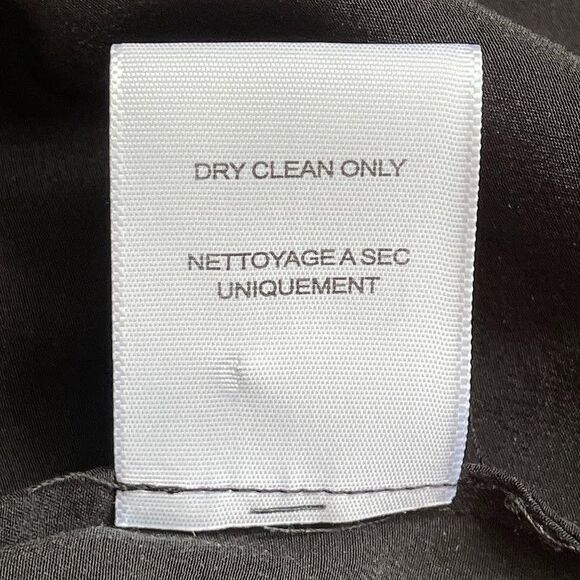 DRY CLEAN ONLY
NETTOYAGE A SEC
UNIQUEMENT